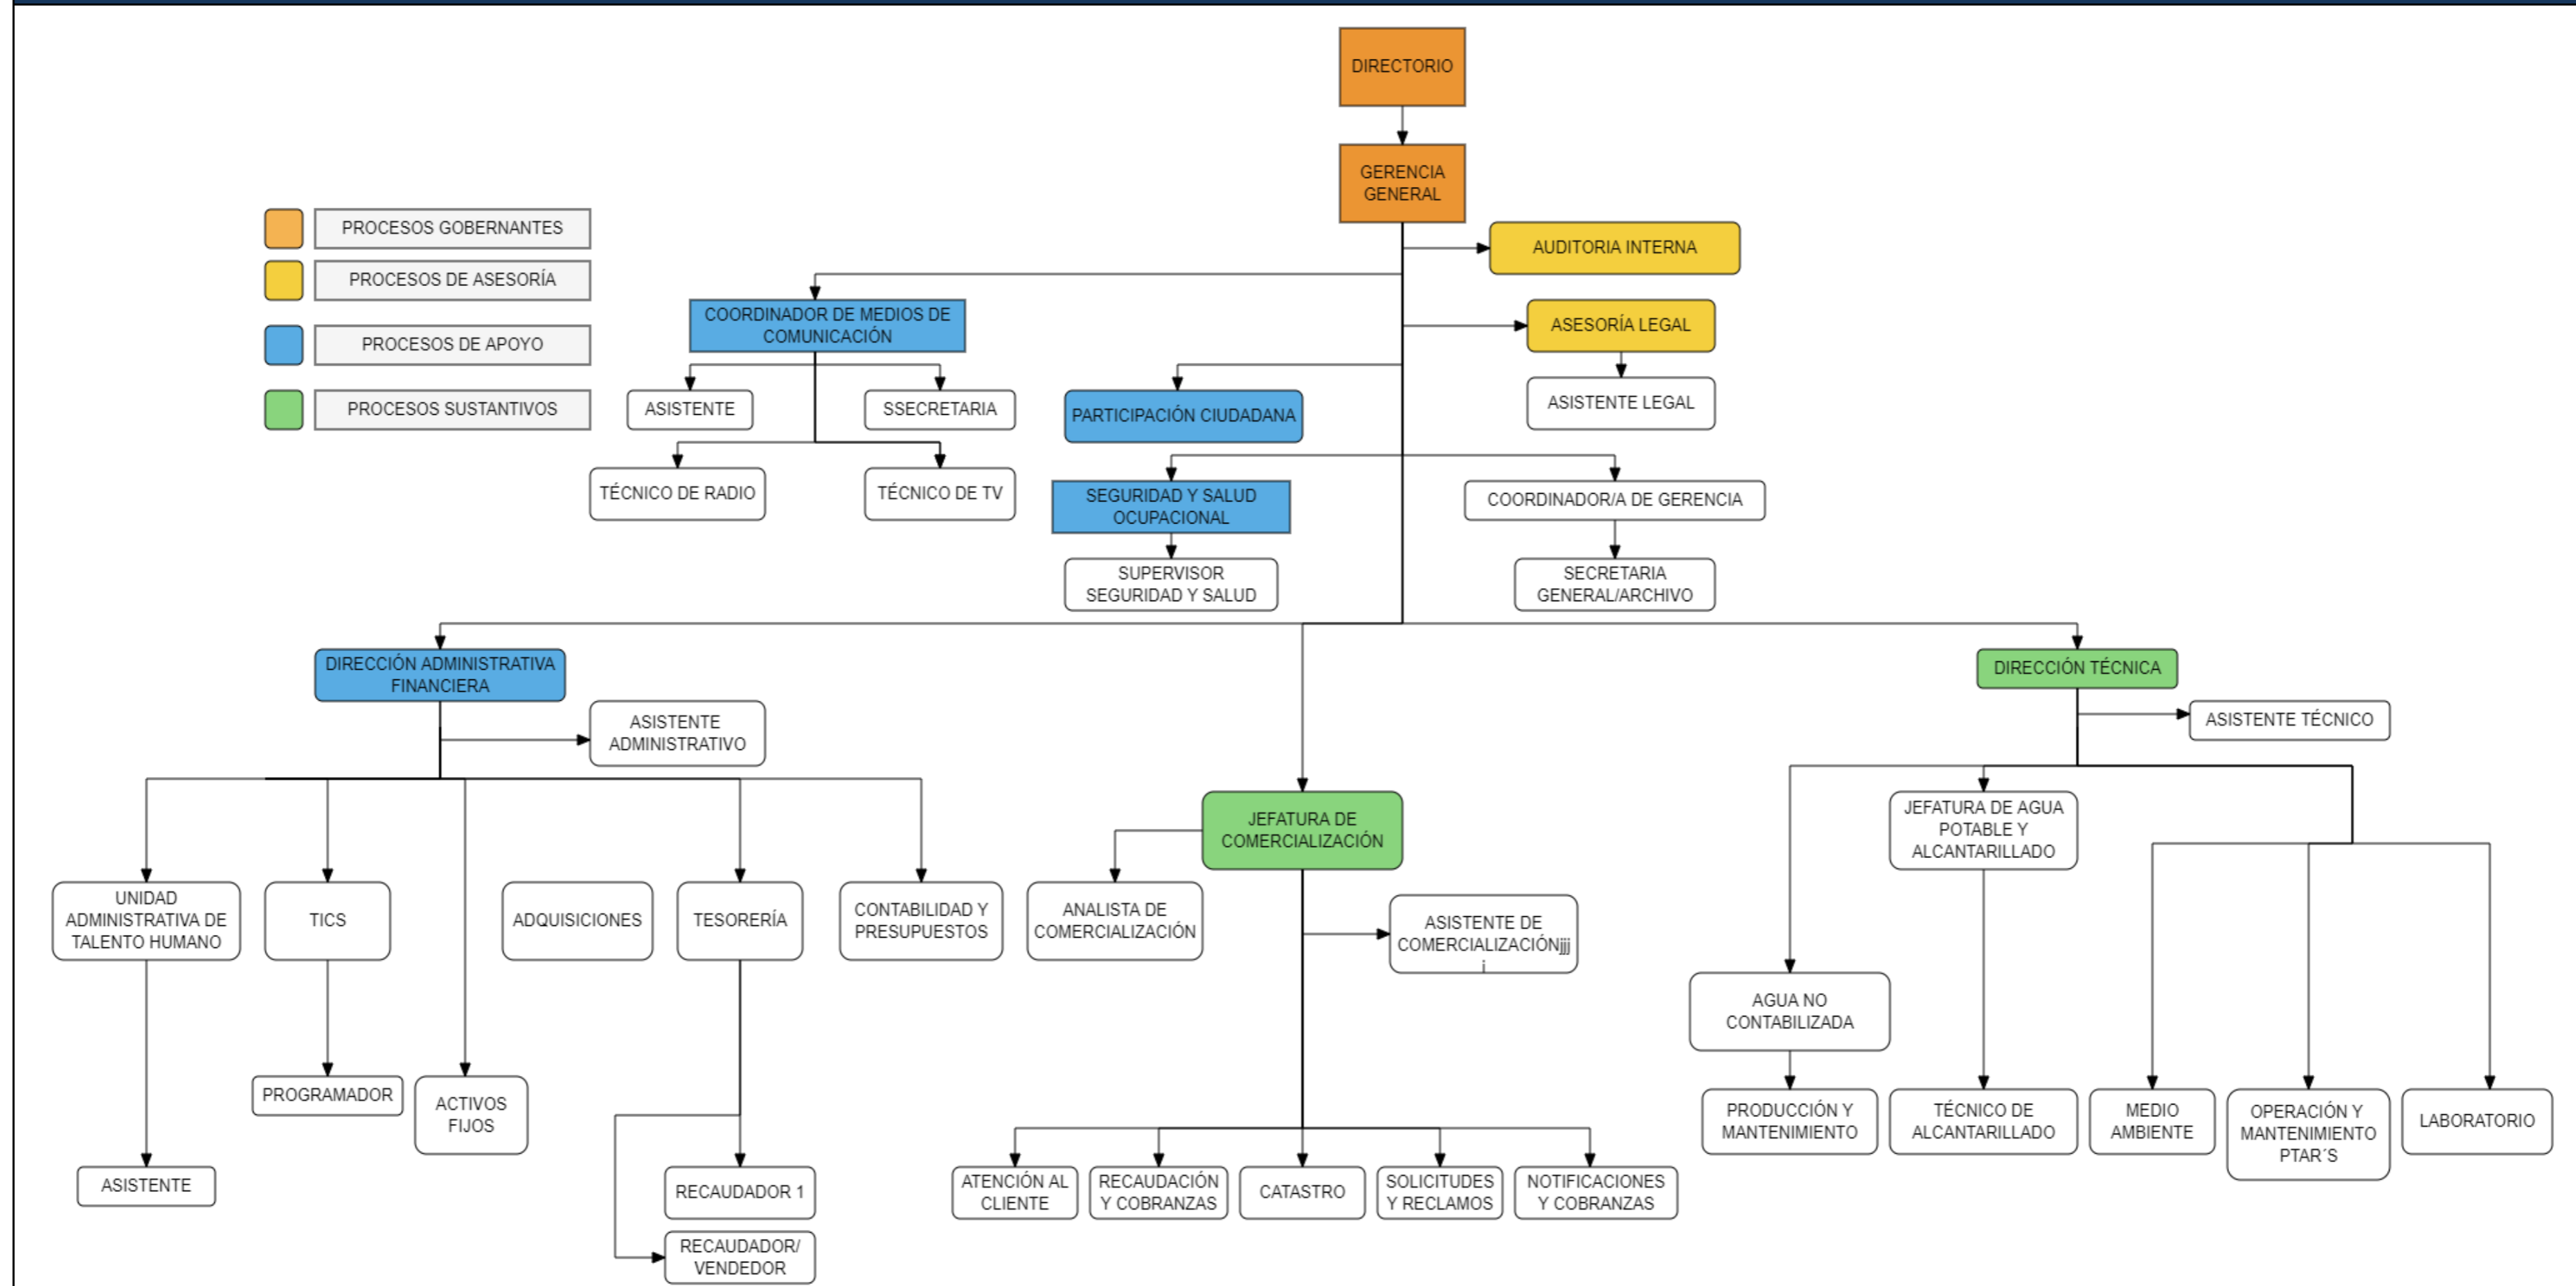 DIRECTORIO
GERENCIA
GENERAL
PROCESOS GOBERNANTES
PROCESOS DE ASESORÍA
PROCESOS DE APOYO
PROCESOS SUSTANTIVOS
AUDITORIA INTERNA
COORDINADOR DE MEDIOS DE
COMUNICACIÓN
ASESORÍA LEGAL
ASISTENTE
SSECRETARIA
PARTICIPACIÓN CIUDADANA
ASISTENTE LEGAL
TÉCNICO DE RADIO
TÉCNICO DE TV
SEGURIDAD Y SALUD
OCUPACIONAL
COORDINADOR/A DE GERENCIA
SUPERVISOR
SEGURIDAD Y SALUD
SECRETARIA
GENERAL/ARCHIVO
DIRECCIÓN ADMINISTRATIVA
FINANCIERA
DIRECCIÓN TÉCNICA
ASISTENTE
ADMINISTRATIVO
ASISTENTE TÉCNICO
JEFATURA DE
COMERCIALIZACIÓN
JEFATURA DE AGUA
POTABLE Y
ALCANTARILLADO
UNIDAD
ADMINISTRATIVA DE
TALENTO HUMANO
TICS
ADQUISICIONES
TESORERÍA
CONTABILIDAD Y
PRESUPUESTOS
ANALISTA DE
COMERCIALIZACIÓN
ASISTENTE DE
COMERCIALIZACIÓNjjj
j
AGUA NO
CONTABILIZADA
PROGRAMADOR
ACTIVOS
FIJOS
PRODUCCIÓN Y
MANTENIMIENTO
TÉCNICO DE
ALCANTARILLADO
MEDIO
AMBIENTE
OPERACIÓN Y
MANTENIMIENTO
PTAR´S
LABORATORIO
ASISTENTE
RECAUDADOR 1
ATENCIÓN AL
CLIENTE
RECAUDACIÓN
Y COBRANZAS
CATASTRO
SOLICITUDES
Y RECLAMOS
NOTIFICACIONES
Y COBRANZAS
RECAUDADOR/
VENDEDOR